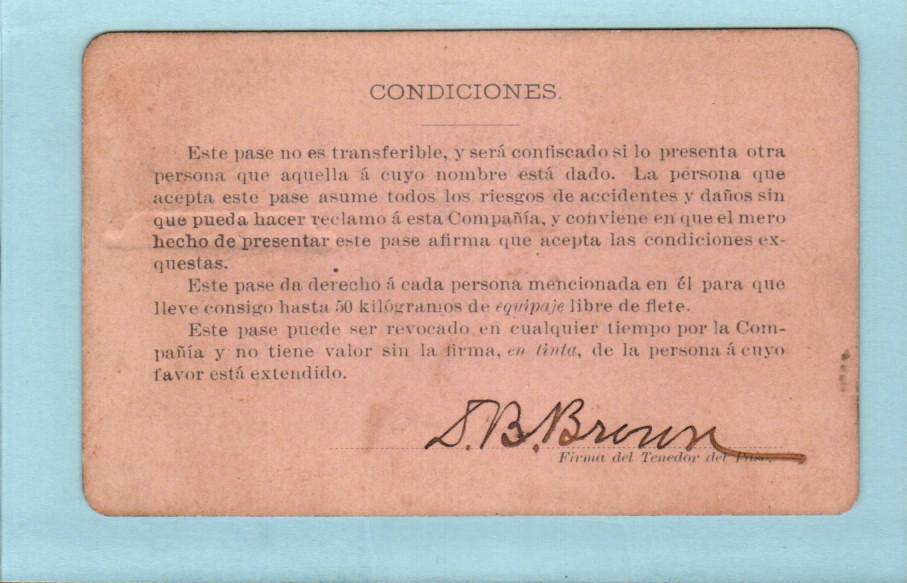 CONDICIONES.
Este pase no es transferible, y será confiscado si lo presenta otra
persona que aquella á cuyo nombre está dado. La persona que
acepta este pase asume todos los riesgos de accidentes y daños sin
que pueda hacer reclamo á esta Compañía, y conviene en que el mero
hecho de presentar este pase afirma que acepta las condiciones ex-
questas.
Este pase da derecho á cada persona mencionada en él para que
lleve consigo hasta 50 kilógramos de equipaje libre de flete.
Este pase puede ser revocado en cualquier tiempo por la Com-
pañía y no tiene valor sin la firma, en tinta, de la persona á cuyo
favor está extendido.
S. B. Brown
Firma del Tenedor del Pase.